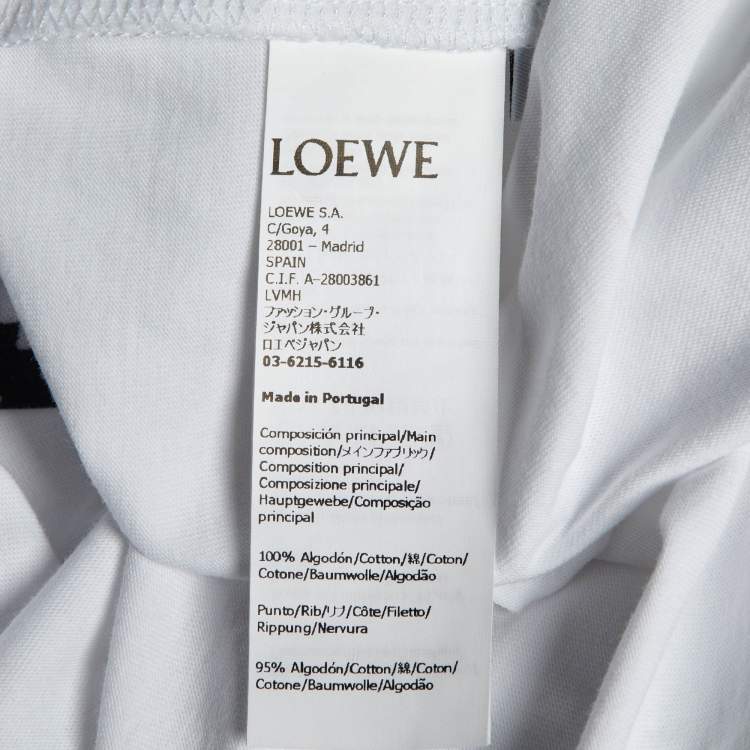 LOEWE
LOEWE S.A.
C/Goya, 4
28001 – Madrid
SPAIN
C.I.F. A-28003861
LVMH
ファッション・グループ・
ジャパン株式会社
ロエベジャパン
03-6215-6116
Made in Portugal
Composición principal/Main
composition/メインファブリック/
Composition principal/
Composizione principale/
Hauptgewebe/Composição
principal
100% Algodón/Cotton/綿/Coton/
Cotone/Baumwolle/Algodão
Punto/Rib/リブ/Côte/Filetto/
Rippung/Nervura
95% Algodón/Cotton/綿/Coton/
Cotone/Baumwolle/Algodão